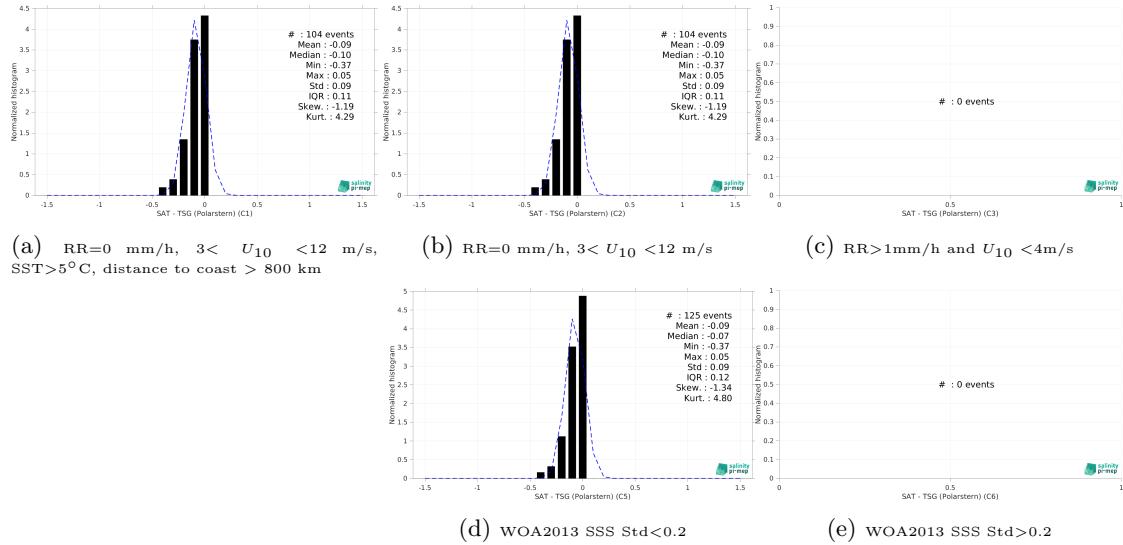 4.5
4
3.5
3
2.5
2
1.5
1
0.5
0
Normalized histogram
# : 104 events
Mean : -0.09
Median : -0.10
Min : -0.37
Max : 0.05
Std : 0.09
IQR : 0.11
Skew. : -1.19
Kurt. : 4.29
salinity
pi-mep
-1.5 -1 -0.5 0 0.5 1 1.5
SAT - TSG (Polarstern) (C1)
(a) RR=0 mm/h, 3< U10 <12 m/s,
SST>5°C, distance to coast > 800 km
4.5
4
3.5
3
2.5
2
1.5
1
0.5
0
Normalized histogram
# : 104 events
Mean : -0.09
Median : -0.10
Min : -0.37
Max : 0.05
Std : 0.09
IQR : 0.11
Skew. : -1.19
Kurt. : 4.29
salinity
pi-mep
-1.5 -1 -0.5 0 0.5 1 1.5
SAT - TSG (Polarstern) (C2)
(b) RR=0 mm/h, 3< U10 <12 m/s
1
0.9
0.8
0.7
0.6
0.5
0.4
0.3
0.2
0.1
0
Normalized histogram
# : 0 events
salinity
pi-mep
0 0.5 1
SAT - TSG (Polarstern) (C3)
(c) RR>1mm/h and U10 <4m/s
5
4.5
4
3.5
3
2.5
2
1.5
1
0.5
0
Normalized histogram
# : 125 events
Mean : -0.09
Median : -0.07
Min : -0.37
Max : 0.05
Std : 0.09
IQR : 0.12
Skew. : -1.34
Kurt. : 4.80
salinity
pi-mep
-1.5 -1 -0.5 0 0.5 1 1.5
SAT - TSG (Polarstern) (C5)
(d) WOA2013 SSS Std<0.2
1
0.9
0.8
0.7
0.6
0.5
0.4
0.3
0.2
0.1
0
Normalized histogram
# : 0 events
salinity
pi-mep
0 0.5 1
SAT - TSG (Polarstern) (C6)
(e) WOA2013 SSS Std>0.2